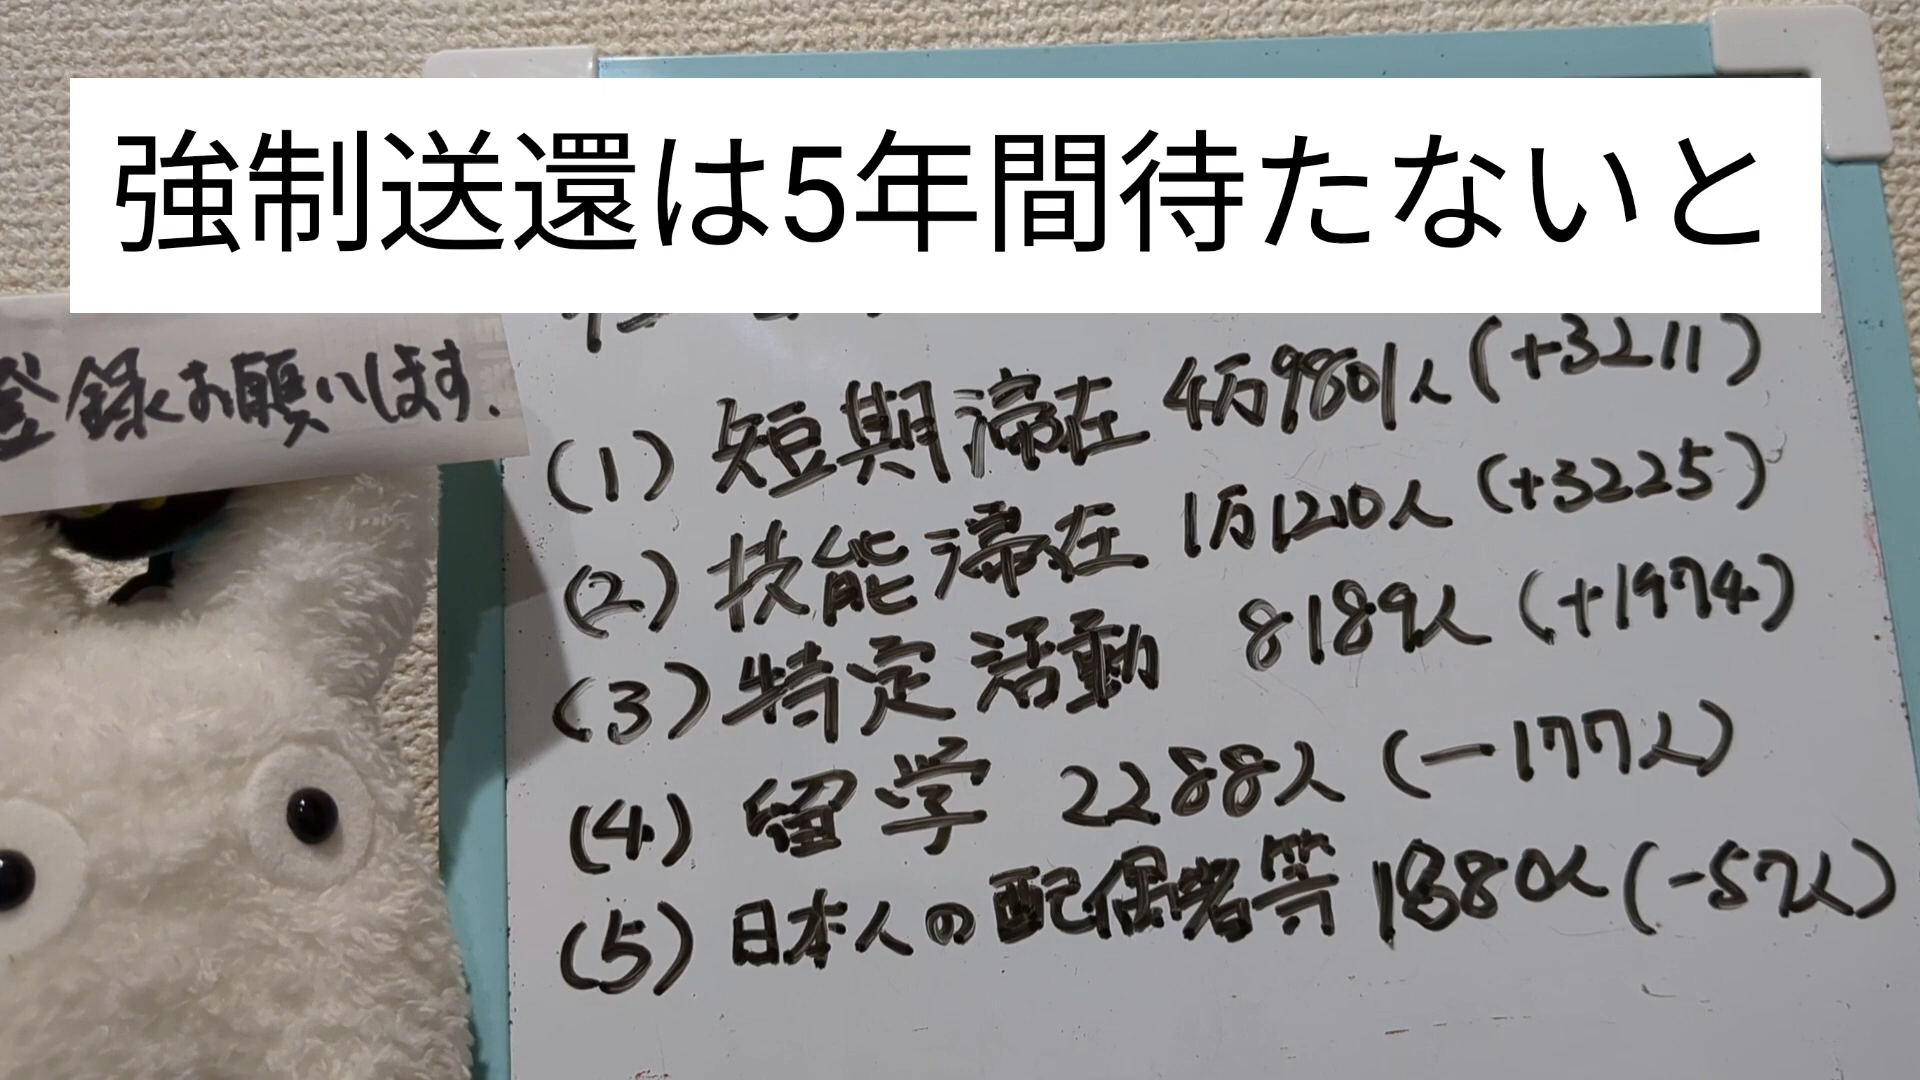 強制送還は5年間待たないと
登録お願いします.
(1) 短期滞在 4万9801人 (+3211)
(2) 技能滞在 1万1210人 (+3225)
(3) 特定活動 8189人 (+1974)
(4) 留学 2288人 (-177人)
(5) 日本人の配偶者等 1880人 (-57人)